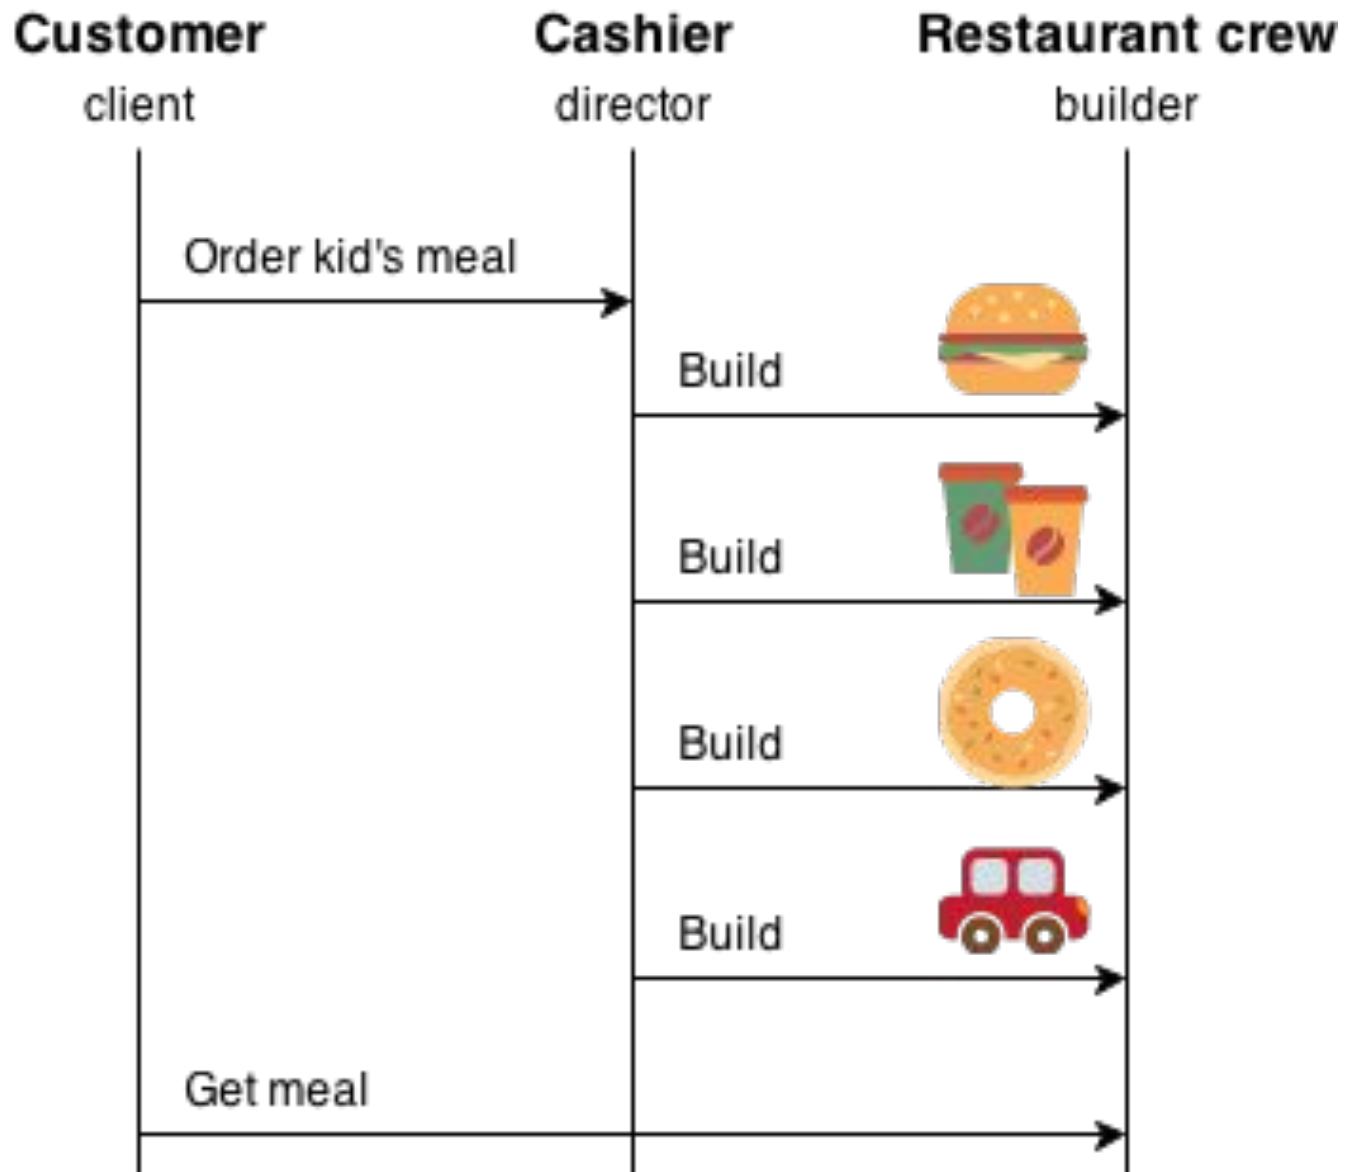 Customer
Cashier
Restaurant crew
client
director
builder
Order kid's meal
Build
Build
Build
Build
Get meal